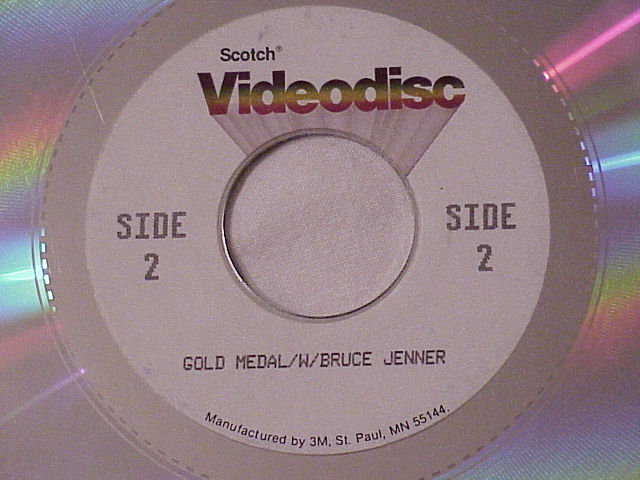 Scotch®
Videodisc
SIDE
2
SIDE
2
GOLD MEDAL/W/BRUCE JENNER
Manufactured by 3M, St. Paul, MN 55144.